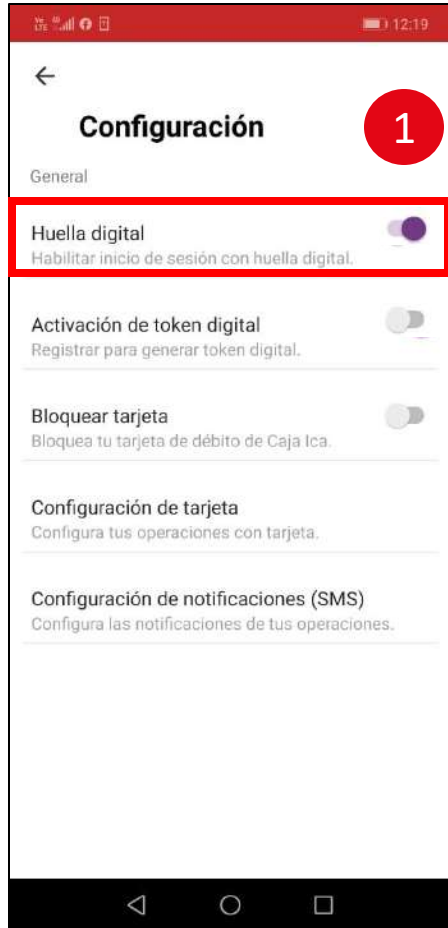 12:19
Configuración
1
General
Huella digital
Habilitar inicio de sesión con huella digital.
Activación de token digital
Registrar para generar token digital.
Bloquear tarjeta
Bloquea tu tarjeta de débito de Caja Ica.
Configuración de tarjeta
Configura tus operaciones con tarjeta.
Configuración de notificaciones (SMS)
Configura las notificaciones de tus operaciones.